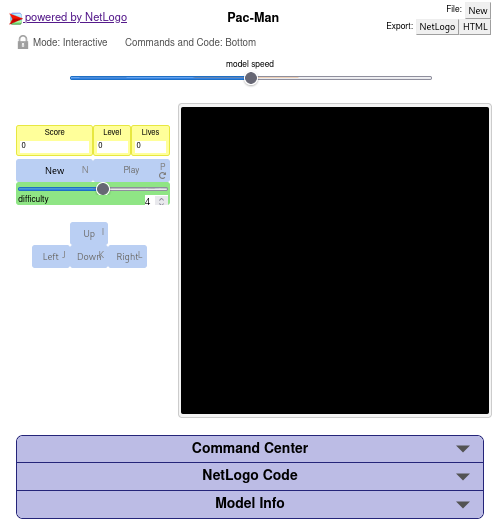 powered by NetLogo
Pac-Man
File: New
Export: NetLogo HTML
Mode: Interactive Commands and Code: Bottom
model speed
Score Level Lives
0 0 0
New N Play P
difficulty 4
Up I
Left J Down K Right L
Command Center
NetLogo Code
Model Info